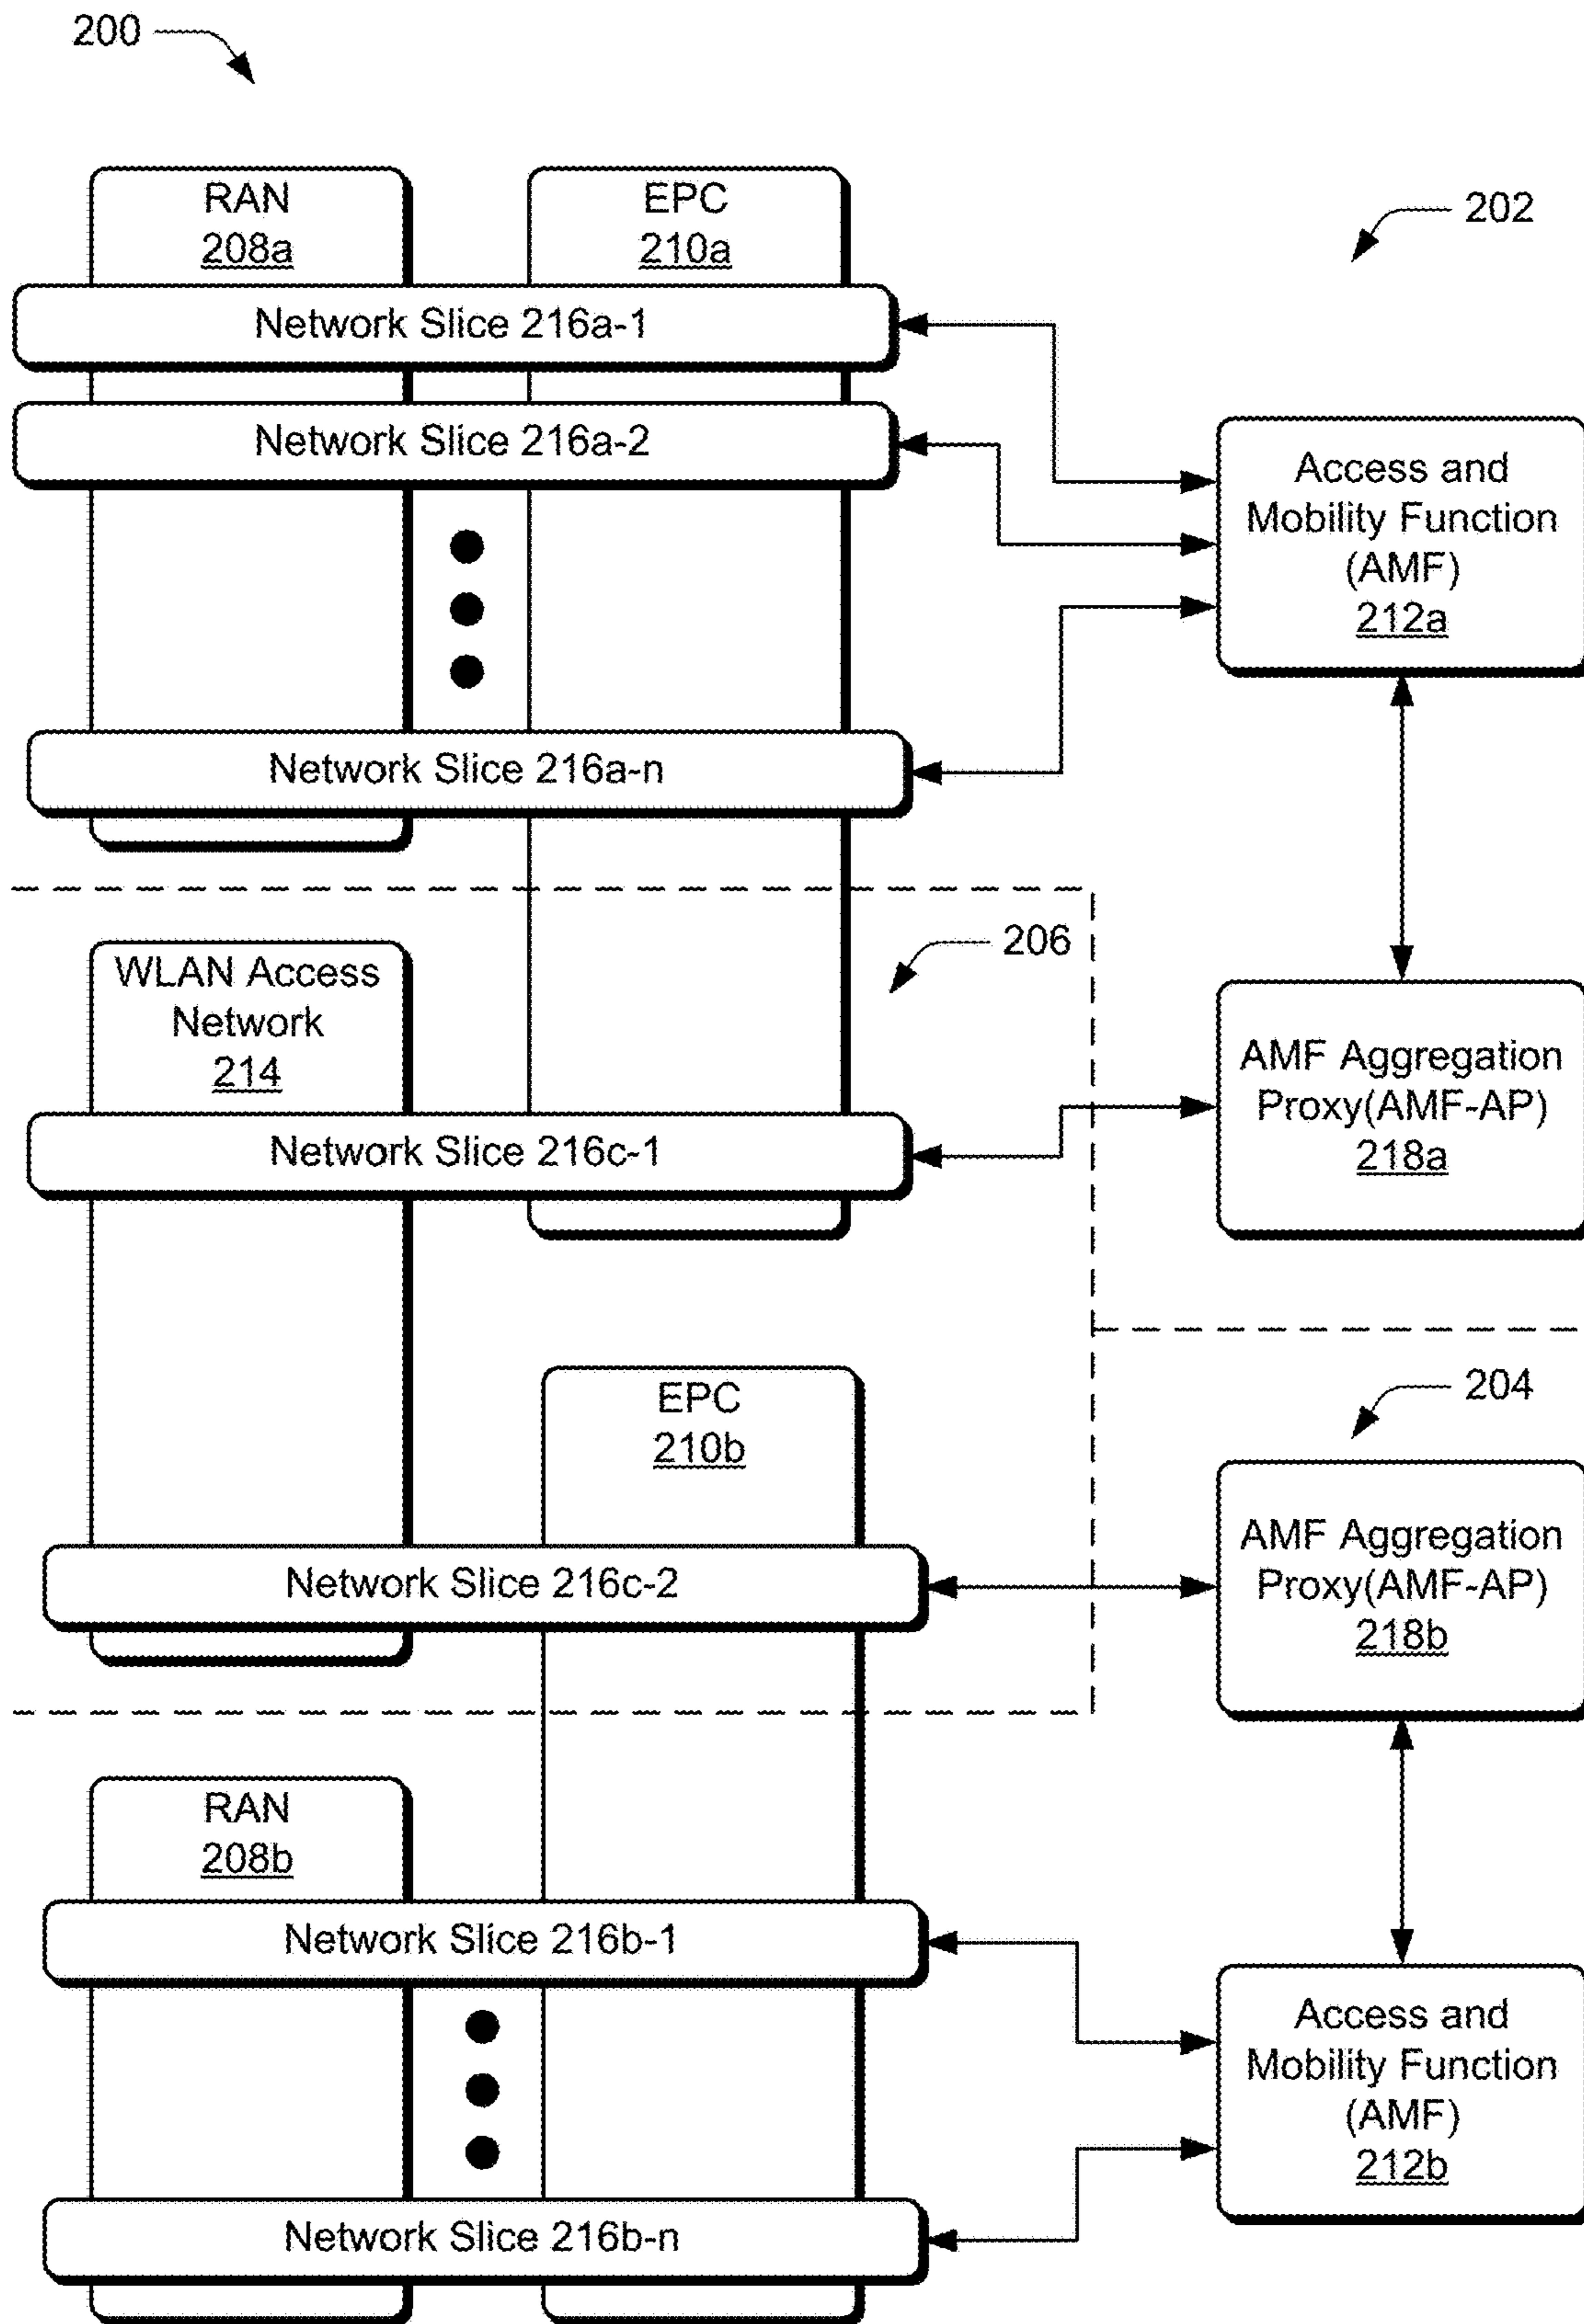 200
RAN
208a
EPC
210a
202
Network Slice 216a-1
Network Slice 216a-2
Access and
Mobility Function
(AMF)
212a
Network Slice 216a-n
206
WLAN Access
Network
214
AMF Aggregation
Proxy(AMF-AP)
218a
Network Slice 216c-1
EPC
210b
204
AMF Aggregation
Proxy(AMF-AP)
218b
Network Slice 216c-2
RAN
208b
Network Slice 216b-1
Access and
Mobility Function
(AMF)
212b
Network Slice 216b-n